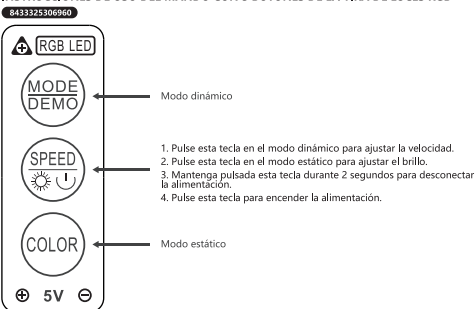 8433325306960
RGB LED
MODE
DEMO
Modo dinámico
SPEED
1. Pulse esta tecla en el modo dinámico para ajustar la velocidad.
2. Pulse esta tecla en el modo estático para ajustar el brillo.
3. Mantenga pulsada esta tecla durante 2 segundos para desconectar
la alimentación.
4. Pulse esta tecla para encender la alimentación.
COLOR
Modo estático
⊕ 5V ⊖